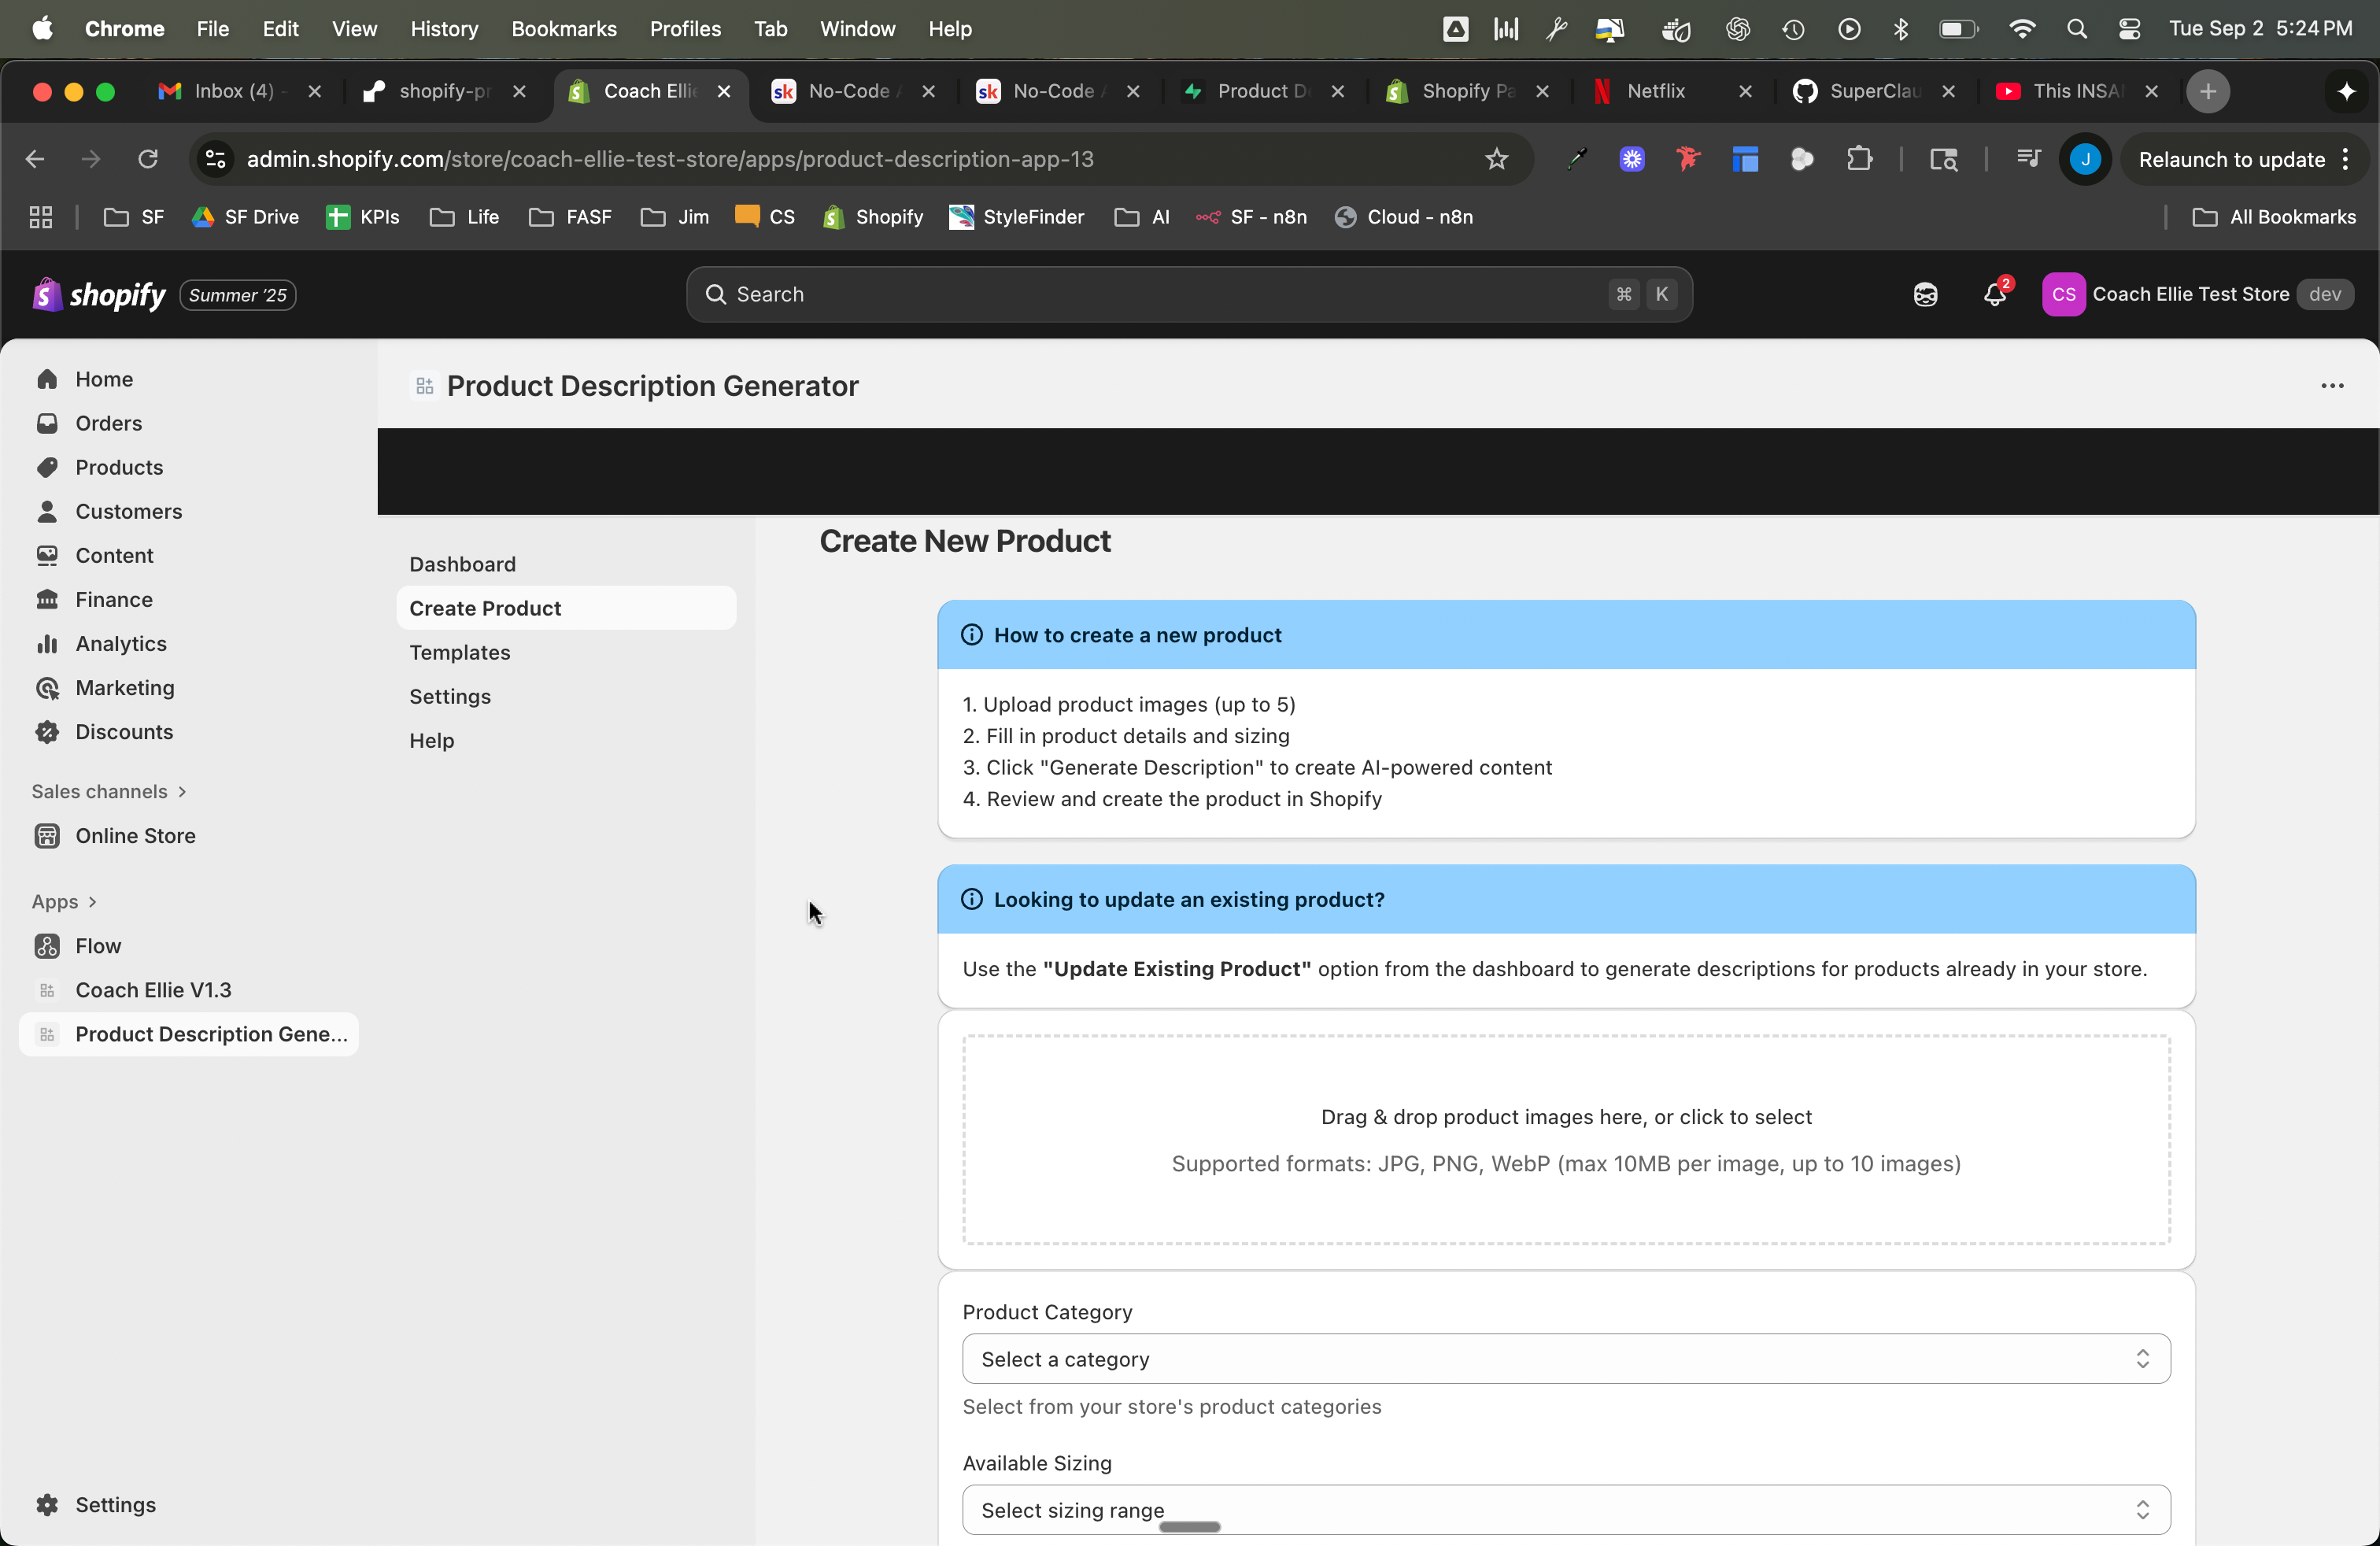 Chrome File Edit View History Bookmarks Profiles Tab Window Help Tue Sep 2 5:24 PM
Inbox (4) - shopify-pr Coach Ellie No-Code A No-Code A Product De Shopify Pa Netflix SuperClau This INSA
admin.shopify.com/store/coach-ellie-test-store/apps/product-description-app-13 J Relaunch to update
SF SF Drive KPIs Life FASF Jim CS Shopify StyleFinder AI SF - n8n Cloud - n8n All Bookmarks
shopify Summer '25 Search ⌘ K 2 CS Coach Ellie Test Store dev
Home
Orders
Products
Customers
Content
Finance
Analytics
Marketing
Discounts
Sales channels
Online Store
Apps
Flow
Coach Ellie V1.3
Product Description Gene...
Settings
Product Description Generator
Dashboard
Create Product
Templates
Settings
Help
Create New Product
How to create a new product
1. Upload product images (up to 5)
2. Fill in product details and sizing
3. Click "Generate Description" to create AI-powered content
4. Review and create the product in Shopify
Looking to update an existing product?
Use the "Update Existing Product" option from the dashboard to generate descriptions for products already in your store.
Drag & drop product images here, or click to select
Supported formats: JPG, PNG, WebP (max 10MB per image, up to 10 images)
Product Category
Select a category
Select from your store's product categories
Available Sizing
Select sizing range